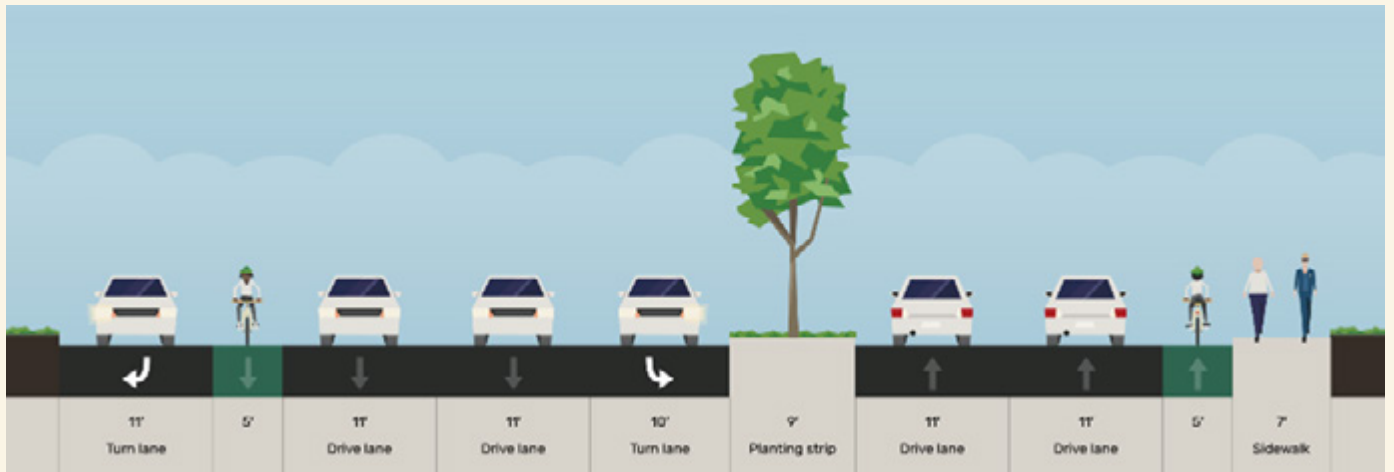 11'
Turn lane
5'
11'
Drive lane
11'
Drive lane
10'
Turn lane
9'
Planting strip
11'
Drive lane
11'
Drive lane
5'
7'
Sidewalk